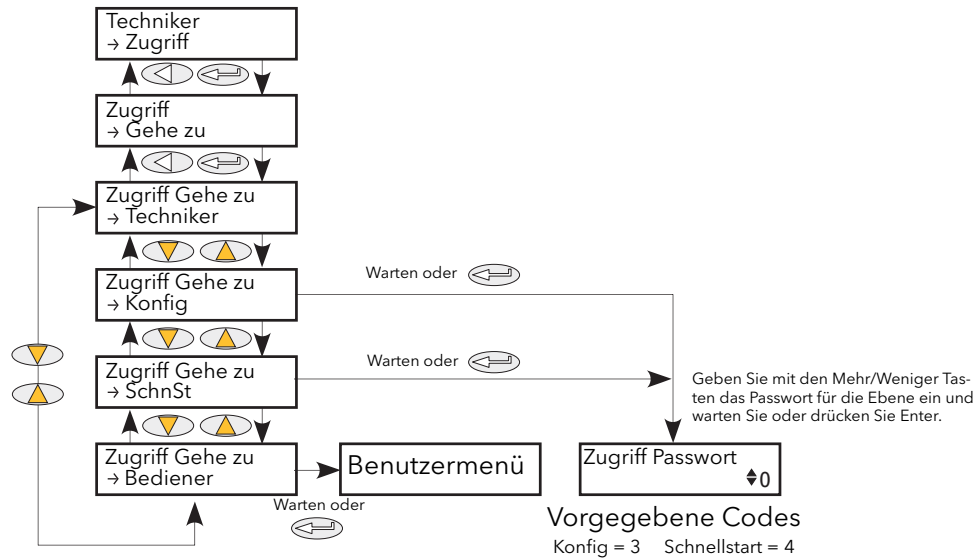 Techniker
→ Zugriff
Zugriff
→ Gehe zu
Zugriff Gehe zu
→ Techniker
Zugriff Gehe zu
→ Konfig
Warten oder
Zugriff Gehe zu
→ SchnSt
Warten oder
Geben Sie mit den Mehr/Weniger Tas-
ten das Passwort für die Ebene ein und
warten Sie oder drücken Sie Enter.
Zugriff Gehe zu
→ Bediener
Benutzermenü
Warten oder
Zugriff Passwort
0
Vorgegebene Codes
Konfig = 3 Schnellstart = 4